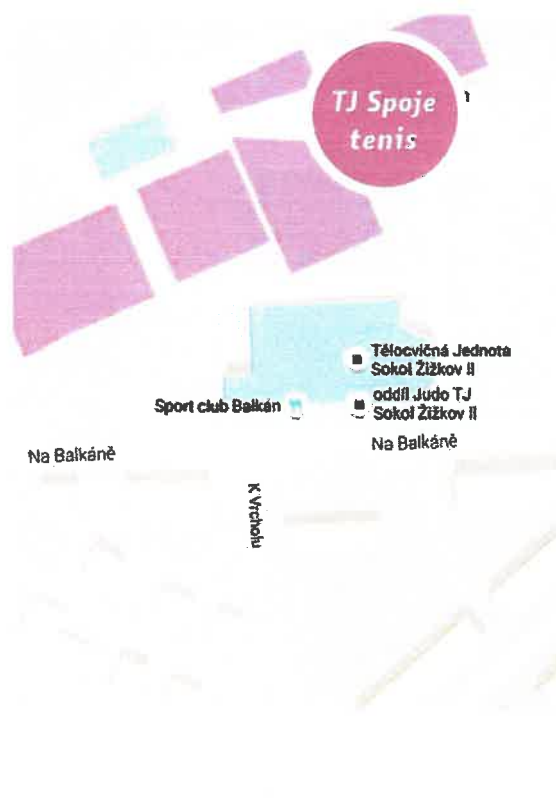 TJ Spoje
tenis
Tělocvičná Jednota
Sokol Žižkov II
oddíl Judo TJ
Sokol Žižkov II
Sport club Balkán
Na Balkáně
Na Balkáně
K Vrcholu